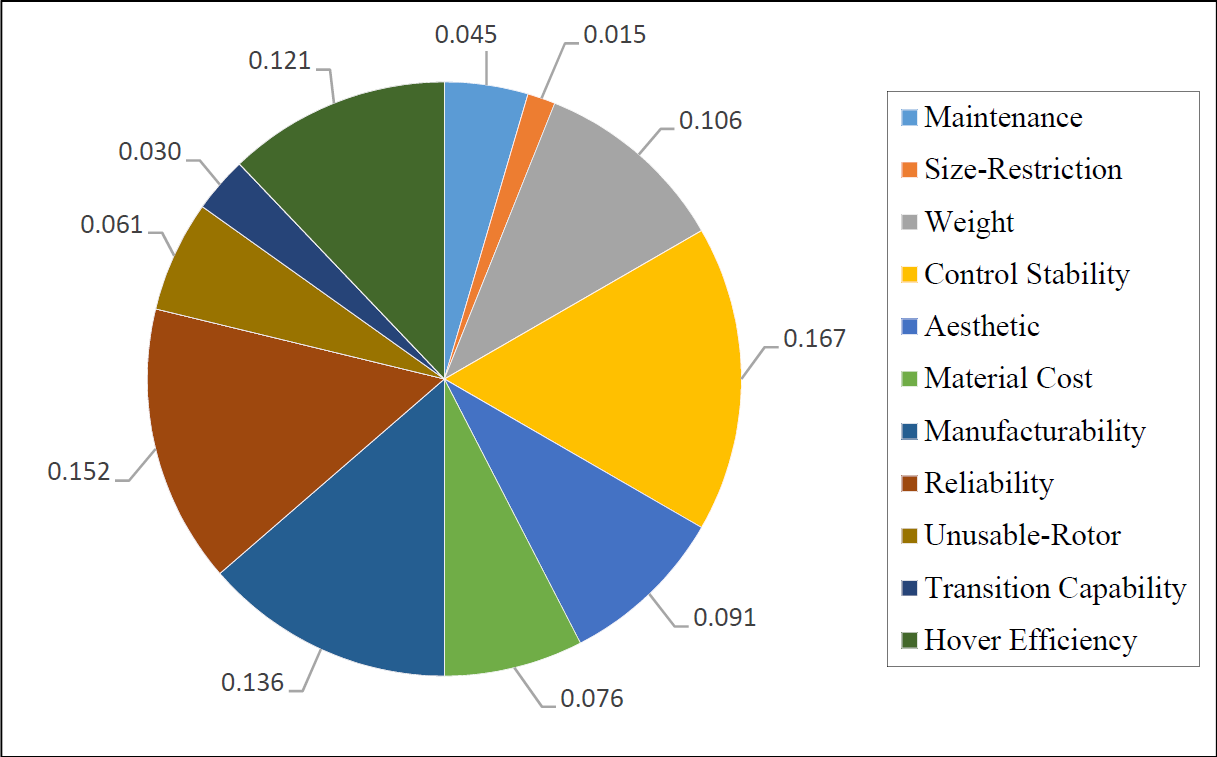 0.045
0.015
0.121
0.106
0.030
0.061
0.167
0.152
0.091
0.136
0.076
Maintenance
Size-Restriction
Weight
Control Stability
Aesthetic
Material Cost
Manufacturability
Reliability
Unusable-Rotor
Transition Capability
Hover Efficiency